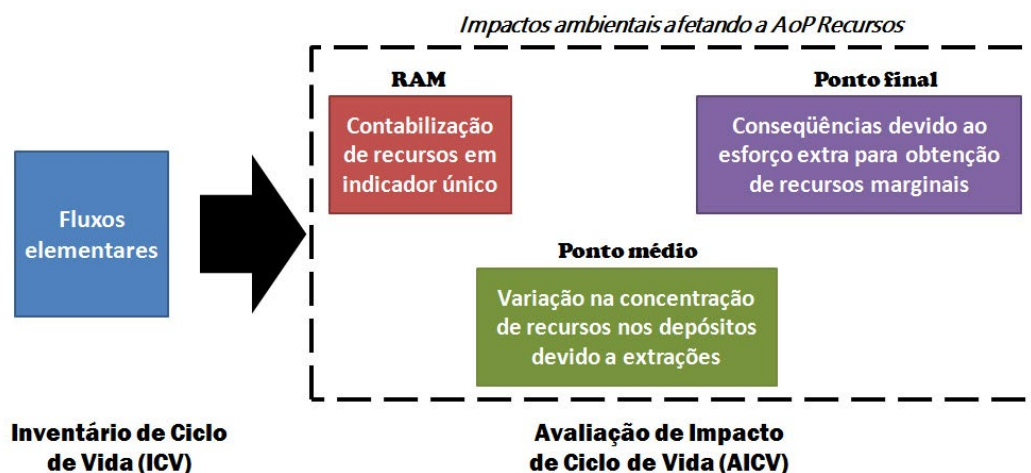 Impactos ambientais afetando a AoP Recursos
RAM
Contabilização
de recursos em
indicador único
Ponto final
Conseqüências devido ao
esforço extra para obtenção
de recursos marginais
Fluxos
elementares
Ponto médio
Variação na concentração
de recursos nos depósitos
devido a extrações
Inventário de Ciclo
de Vida (ICV)
Avaliação de Impacto
de Ciclo de Vida (AICV)